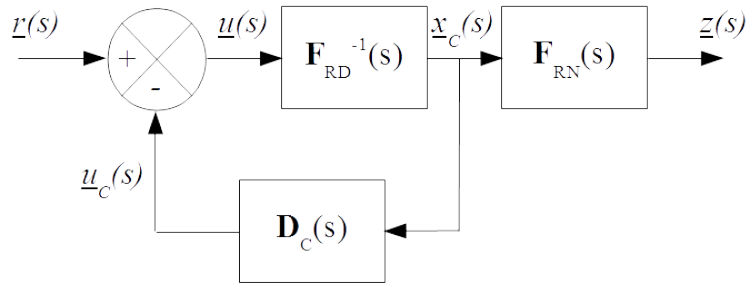 r(s) u(s) x_C(s) z(s)
+ F_RD^-1(s) F_RN(s)
-
u_C(s)
D_C(s)